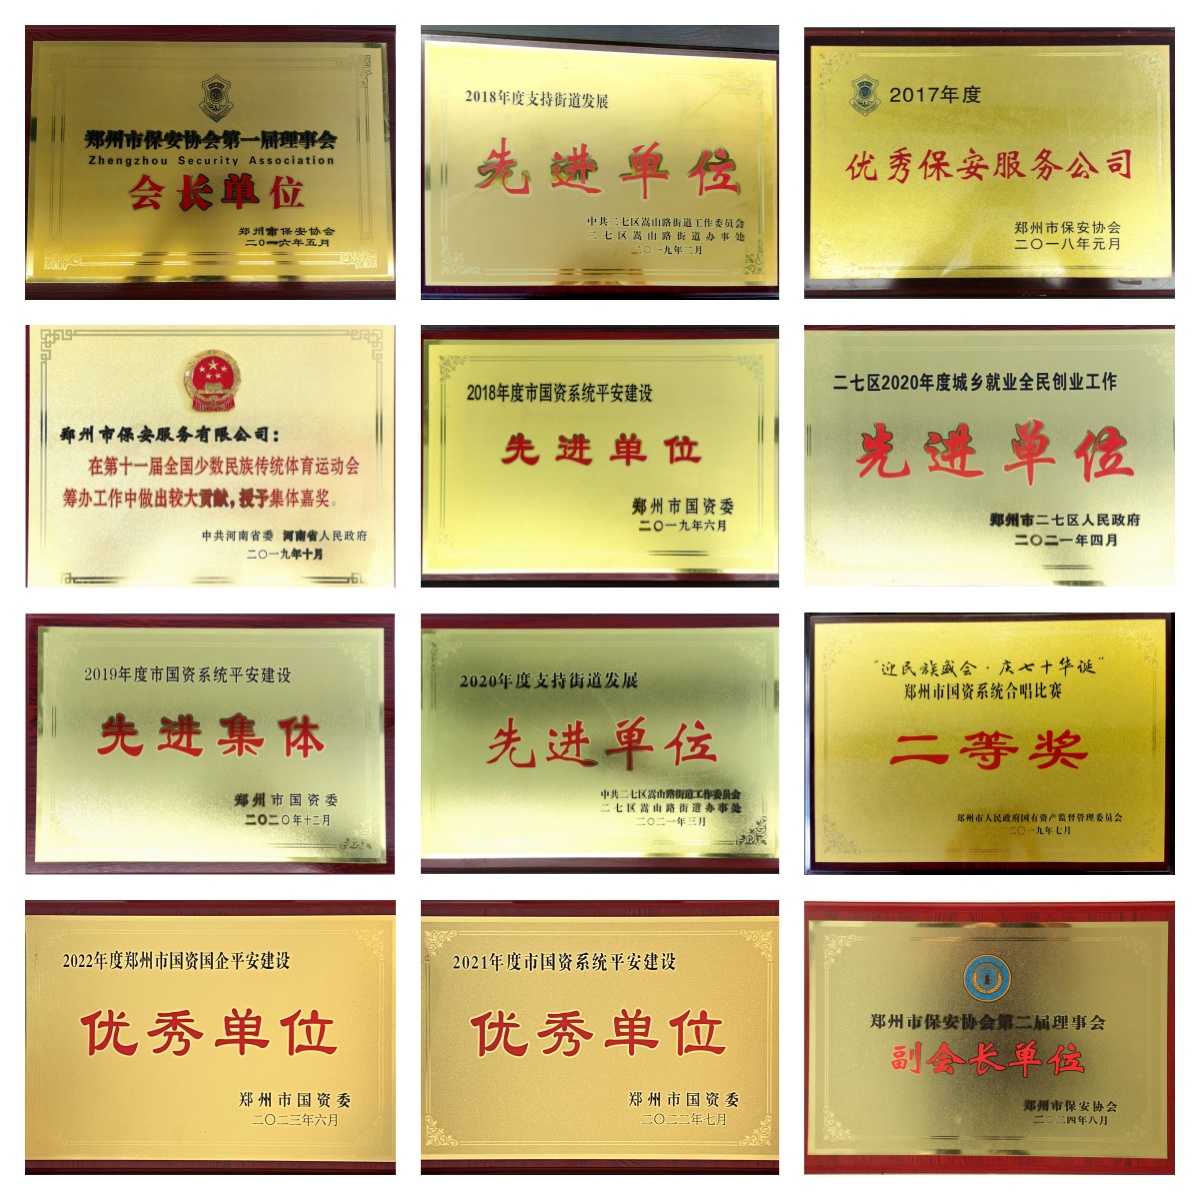 郑州市保安协会第一届理事会
Zhengzhou Security Association
会长单位
郑州市保安协会
二〇一六年五月
2018年度支持街道发展
先进单位
中共二七区嵩山路街道工作委员会
二七区嵩山路街道办事处
二〇一九年二月
2017年度
优秀保安服务公司
郑州市保安协会
二〇一八年元月
郑州市保安服务有限公司：
在第十一届全国少数民族传统体育运动会
筹办工作中做出较大贡献，授予集体嘉奖。
中共河南省委 河南省人民政府
二〇一九年十月
2018年度市国资系统平安建设
先进单位
郑州市国资委
二〇一九年六月
二七区2020年度城乡就业全民创业工作
先进单位
郑州市二七区人民政府
二〇二一年四月
2019年度市国资系统平安建设
先进集体
郑州市国资委
二〇二〇年十二月
2020年度支持街道发展
先进单位
中共二七区嵩山路街道工作委员会
二七区嵩山路街道办事处
二〇二一年三月
“迎民族盛会·庆七十华诞”
郑州市国资系统合唱比赛
二等奖
郑州市人民政府国有资产监督管理委员会
二〇一九年七月
2022年度郑州市国资国企平安建设
优秀单位
郑州市国资委
二〇二三年六月
2021年度市国资系统平安建设
优秀单位
郑州市国资委
二〇二二年七月
郑州市保安协会第二届理事会
副会长单位
郑州市保安协会
二〇二四年八月